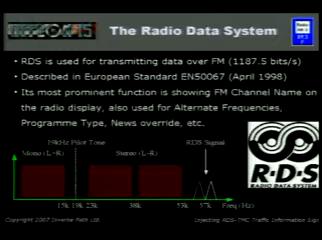 The Radio Data System
• RDS is used for transmitting data over FM (1187.5 bits/s)
• Described in European Standard EN50067 (April 1998)
• Its most prominent function is showing FM Channel Name on
the radio display, also used for Alternate Frequencies,
Programme Type, News override, etc.
19kHz Pilot Tone
RDS Signal
Mono (L+R)
Stereo (L-R)
15k 19k 23k 38k 53k 57k Freq (Hz)
R·D·S
RADIO DATA SYSTEM
Copyright 2007 Inverse Path Ltd.
Injecting RDS-TMC Traffic Information Sig